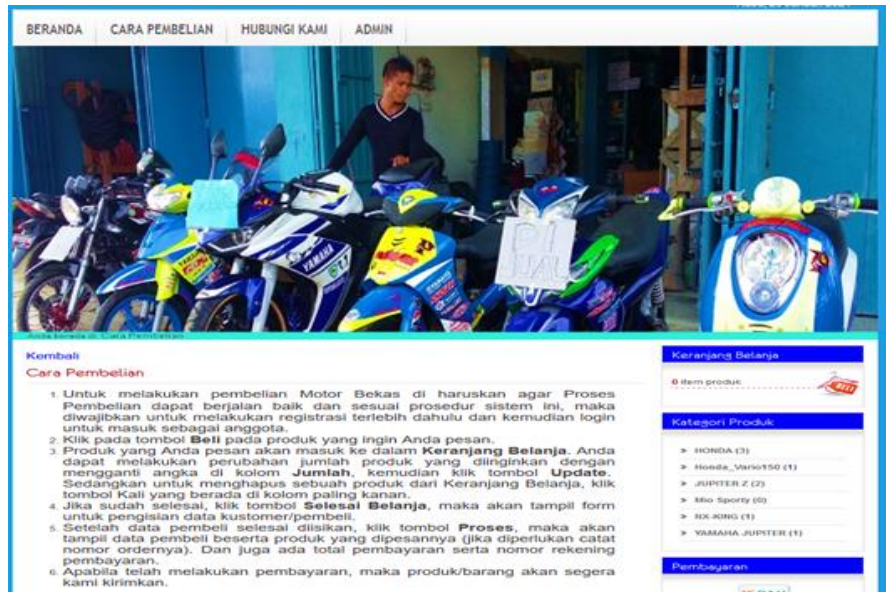 BERANDA CARA PEMBELIAN HUBUNGI KAMI ADMIN
YAMAHA
DI
JUAL
Anda berada di: Cara Pembelian
Kembali
Cara Pembelian
1. Untuk melakukan pembelian Motor Bekas di haruskan agar Proses
Pembelian dapat berjalan baik dan sesuai prosedur sistem ini, maka
diwajibkan untuk melakukan registrasi terlebih dahulu dan kemudian login
untuk masuk sebagai anggota.
2. Klik pada tombol Beli pada produk yang ingin Anda pesan.
3. Produk yang Anda pesan akan masuk ke dalam Keranjang Belanja. Anda
dapat melakukan perubahan jumlah produk yang diinginkan dengan
mengganti angka di kolom Jumlah, kemudian klik tombol Update.
Sedangkan untuk menghapus sebuah produk dari Keranjang Belanja, klik
tombol Kali yang berada di kolom paling kanan.
4. Jika sudah selesai, klik tombol Selesai Belanja, maka akan tampil form
untuk pengisian data kustomer/pembeli.
5. Setelah data pembeli selesai diisikan, klik tombol Proses, maka akan
tampil data pembeli beserta produk yang dipesannya (jika diperlukan catat
nomor ordernya). Dan juga ada total pembayaran serta nomor rekening
pembayaran.
6. Apabila telah melakukan pembayaran, maka produk/barang akan segera
kami kirimkan.
Keranjang Belanja
0 item produk
BELI
Kategori Produk
HONDA (3)
Honda_Vario150 (1)
JUPITER Z (2)
Mio Sporty (0)
RX-KING (1)
YAMAHA JUPITER (1)
Pembayaran